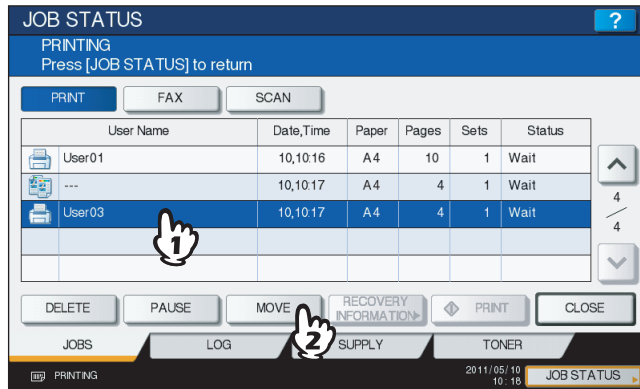 JOB STATUS ?
PRINTING
Press [JOB STATUS] to return
PRINT FAX SCAN
User Name Date,Time Paper Pages Sets Status
User01 10,10:16 A4 10 1 Wait
--- 10,10:17 A4 4 1 Wait
User03 10,10:17 A4 4 1 Wait
4
4
1
DELETE PAUSE MOVE RECOVERY INFORMATION PRINT CLOSE
2
JOBS LOG SUPPLY TONER
PRINTING 2011/05/10
10:16 JOB STATUS